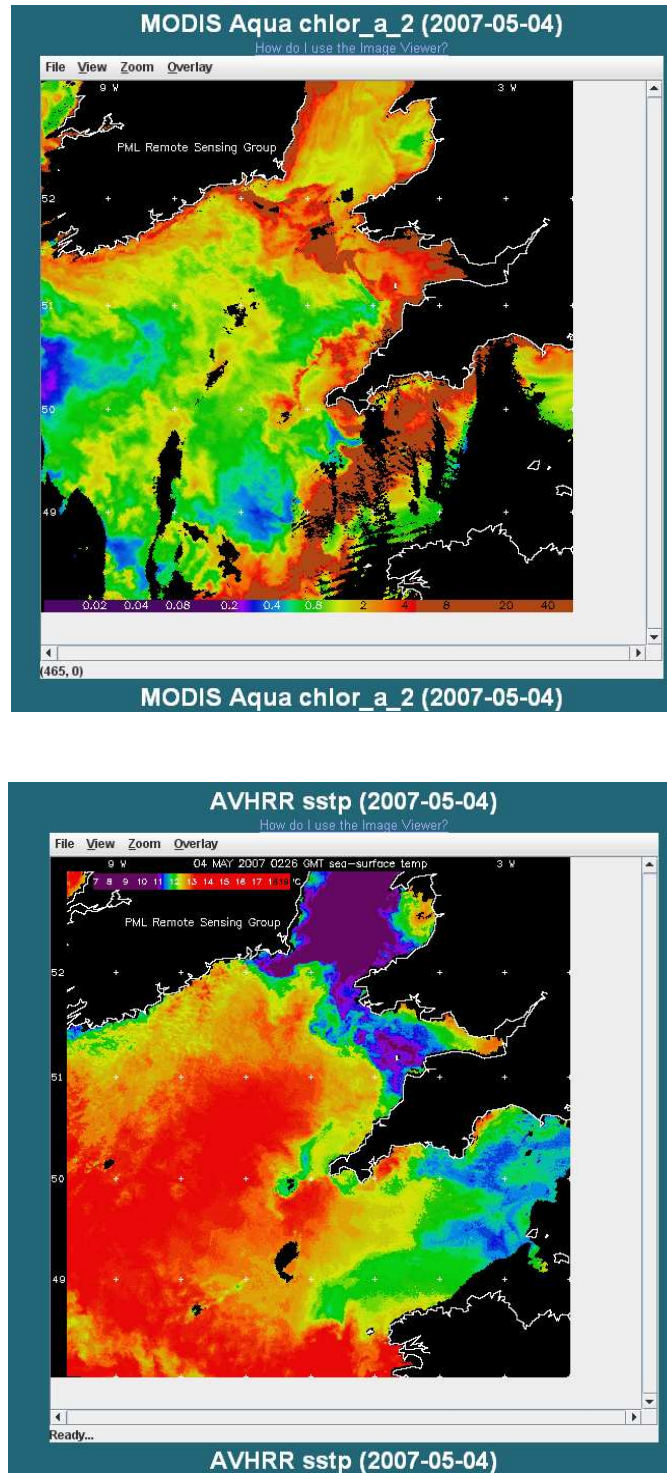 MODIS Aqua chlor_a_2 (2007-05-04)
How do I use the Image Viewer?
File View Zoom Overlay
9 W 3 W
PML Remote Sensing Group
52
51
50
49
0.02 0.04 0.08 0.2 0.4 0.8 2 4 8 20 40
(465, 0)
MODIS Aqua chlor_a_2 (2007-05-04)
AVHRR sstp (2007-05-04)
How do I use the Image Viewer?
File View Zoom Overlay
9 W 04 MAY 2007 0226 GMT sea-surface temp 3 W
7 8 9 10 11 12 13 14 15 16 17 °C
PML Remote Sensing Group
52
51
50
49
Ready...
AVHRR sstp (2007-05-04)